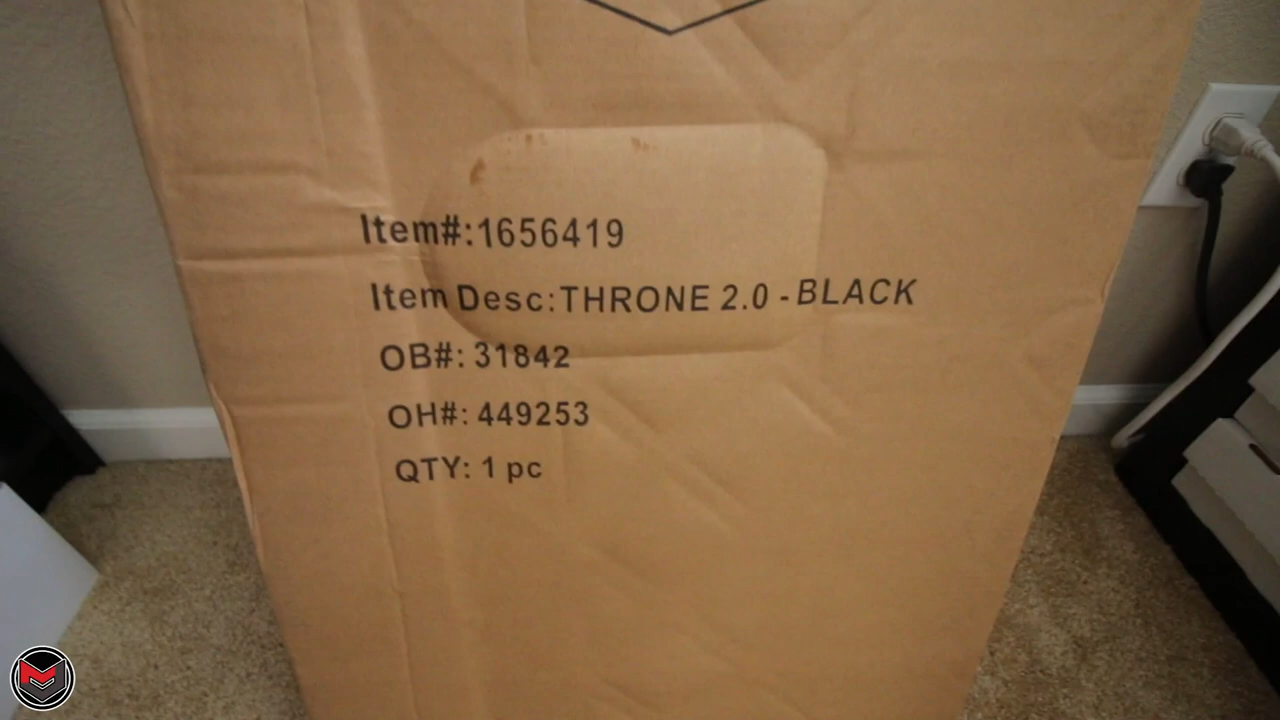 Item#:1656419
Item Desc:THRONE 2.0 - BLACK
OB#: 31842
OH#: 449253
QTY: 1 pc